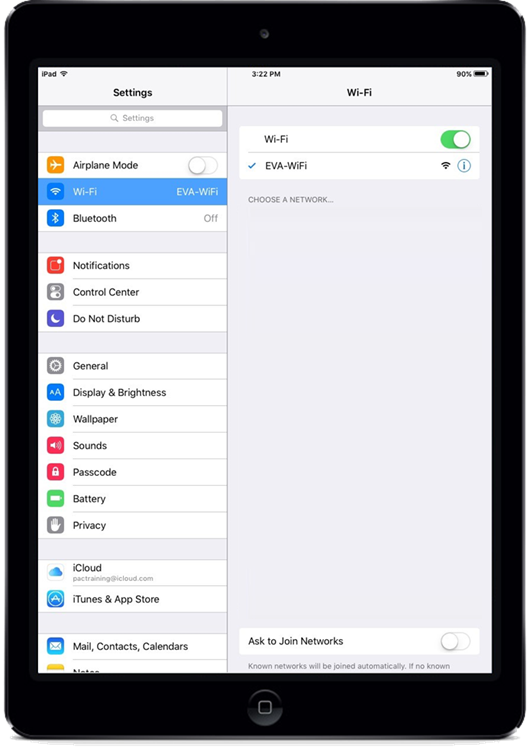 iPad
3:22 PM
90%
Settings
Wi-Fi
Settings
Airplane Mode
Wi-Fi EVA-WiFi
Bluetooth Off
Notifications
Control Center
Do Not Disturb
General
AA Display & Brightness
Wallpaper
Sounds
Passcode
Battery
Privacy
iCloud
pactraining@icloud.com
iTunes & App Store
Mail, Contacts, Calendars
Notes
Wi-Fi
EVA-WiFi
CHOOSE A NETWORK...
Ask to Join Networks
Known networks will be joined automatically. If no known